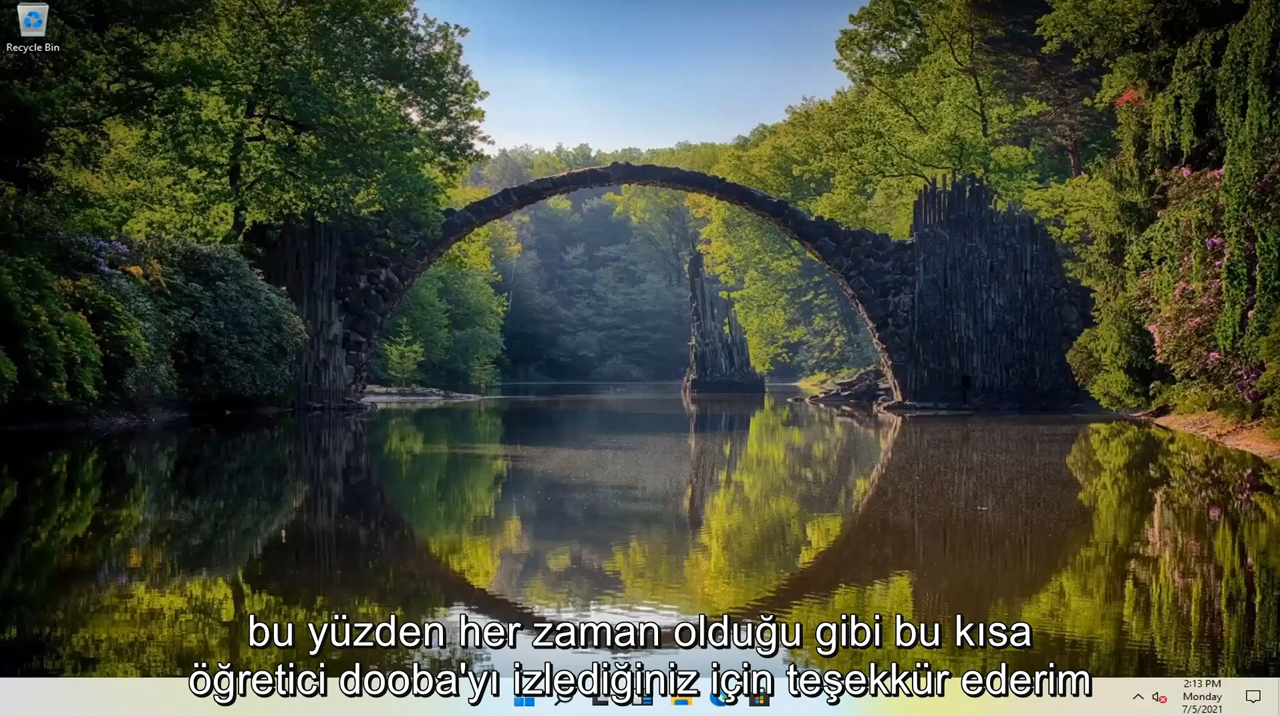 Recycle Bin
bu yüzden her zaman olduğu gibi bu kısa
öğretici dooba'yı izlediğiniz için teşekkür ederim
2:13 PM
Monday
7/5/2021